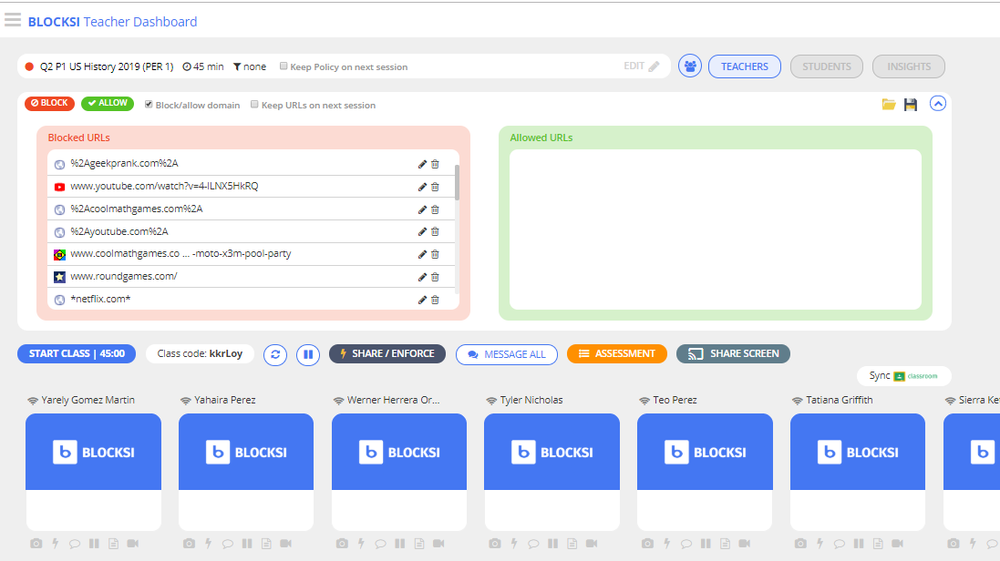 BLOCKSI Teacher Dashboard
Q2 P1 US History 2019 (PER 1) 45 min none Keep Policy on next session EDIT TEACHERS STUDENTS INSIGHTS
BLOCK ALLOW Block/allow domain Keep URLs on next session
Blocked URLs
%2Ageekprank.com%2A
www.youtube.com/watch?v=4-lLNX5HkRQ
%2Acoolmathgames.com%2A
%2Ayoutube.com%2A
www.coolmathgames.co ... -moto-x3m-pool-party
www.roundgames.com/
*netflix.com*
Allowed URLs
START CLASS | 45:00 Class code: kkrLoy SHARE / ENFORCE MESSAGE ALL ASSESSMENT SHARE SCREEN
Sync classroom
Yarely Gomez Martin Yahaira Perez Werner Herrera Or... Tyler Nicholas Teo Perez Tatiana Griffith Sierra Ke
b BLOCKSI b BLOCKSI b BLOCKSI b BLOCKSI b BLOCKSI b BLOCKSI b